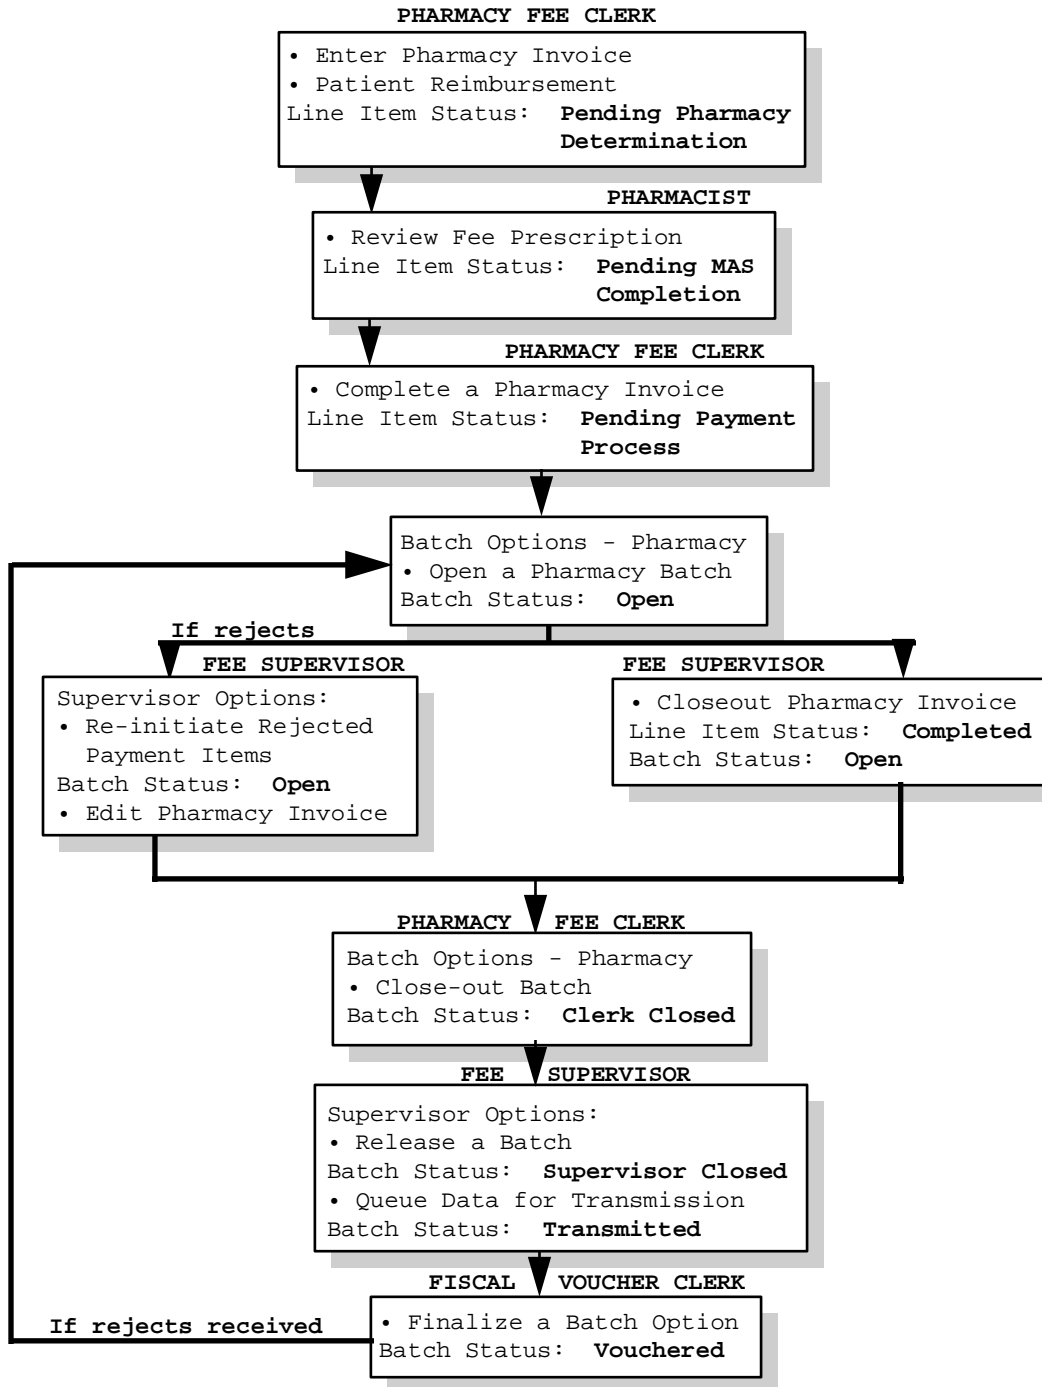 PHARMACY FEE CLERK
• Enter Pharmacy Invoice
• Patient Reimbursement
Line Item Status: Pending Pharmacy
Determination
PHARMACIST
• Review Fee Prescription
Line Item Status: Pending MAS
Completion
PHARMACY FEE CLERK
• Complete a Pharmacy Invoice
Line Item Status: Pending Payment
Process
Batch Options - Pharmacy
• Open a Pharmacy Batch
Batch Status: Open
If rejects
FEE SUPERVISOR
Supervisor Options:
• Re-initiate Rejected
Payment Items
Batch Status: Open
• Edit Pharmacy Invoice
FEE SUPERVISOR
• Closeout Pharmacy Invoice
Line Item Status: Completed
Batch Status: Open
PHARMACY FEE CLERK
Batch Options - Pharmacy
• Close-out Batch
Batch Status: Clerk Closed
FEE SUPERVISOR
Supervisor Options:
• Release a Batch
Batch Status: Supervisor Closed
• Queue Data for Transmission
Batch Status: Transmitted
FISCAL VOUCHER CLERK
• Finalize a Batch Option
Batch Status: Vouchered
If rejects received